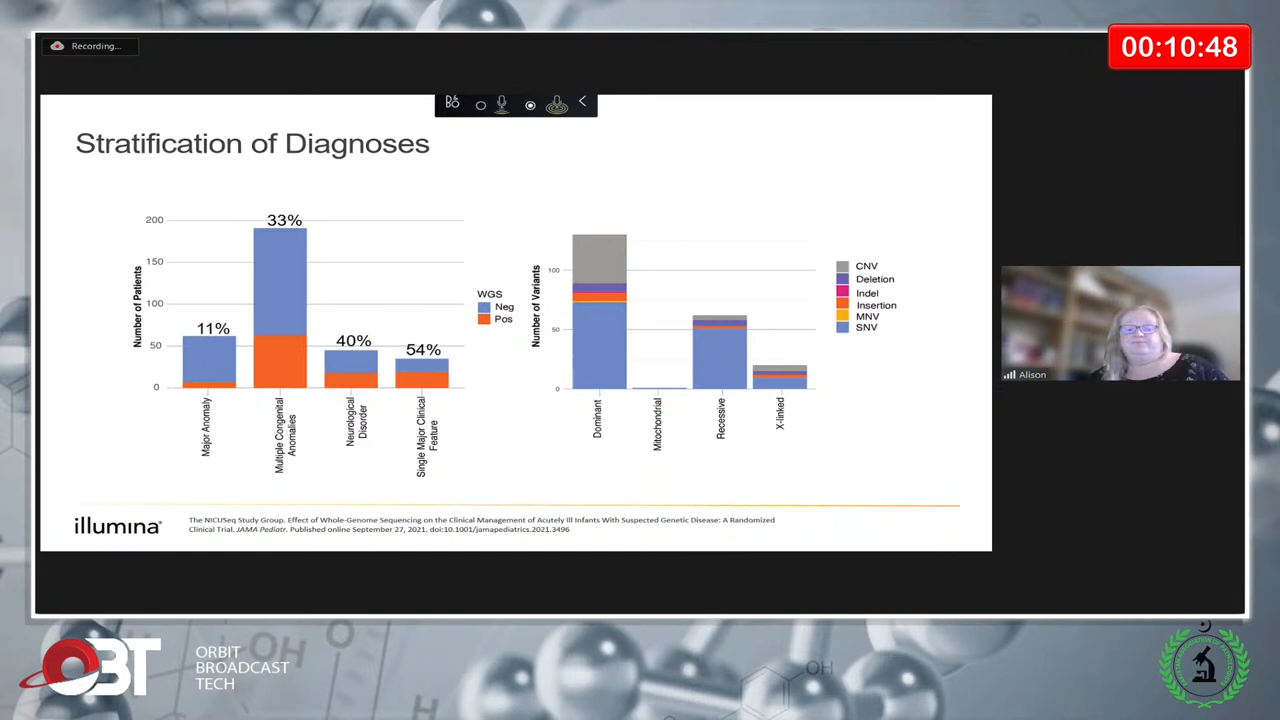 Recording...
00:10:48
Stratification of Diagnoses
200
150
100
50
0
Number of Patients
33%
11%
40%
54%
Major Anomaly
Multiple Congenital
Anomalies
Neurological
Disorder
Single Major Clinical
Feature
WGS
Neg
Pos
Number of Variants
100
50
0
Dominant
Mitochondrial
Recessive
X-linked
CNV
Deletion
Indel
Insertion
MNV
SNV
Alison
illumina
The NICUSeq Study Group. Effect of Whole-Genome Sequencing on the Clinical Management of Acutely Ill Infants With Suspected Genetic Disease: A Randomized
Clinical Trial. JAMA Pediatr. Published online September 27, 2021. doi:10.1001/jamapediatrics.2021.3496
OBT
ORBIT
BROADCAST
TECH
OH
O
OH
H